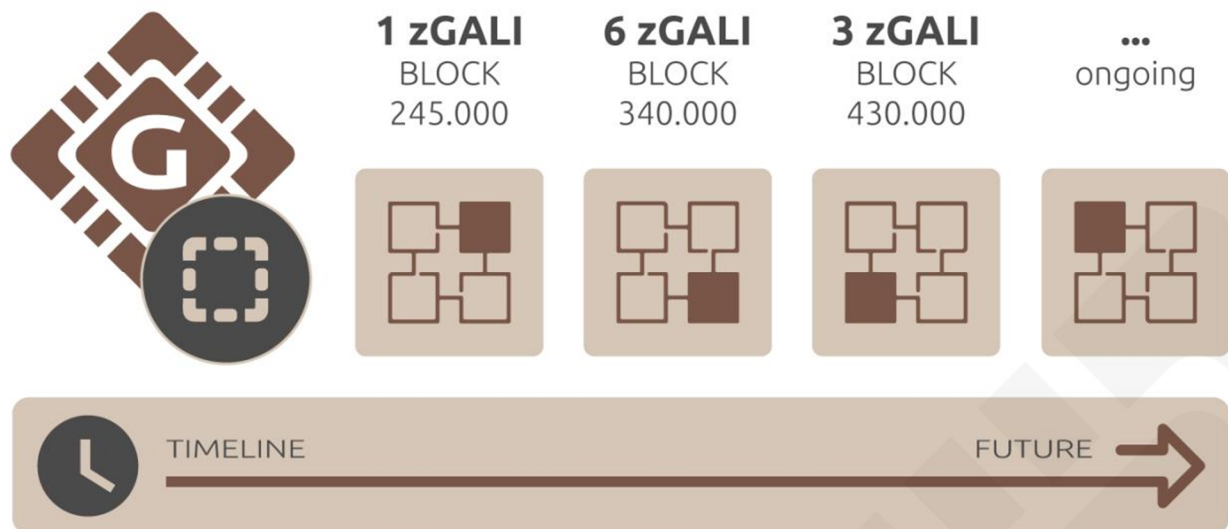 G
1 zGALI
BLOCK
245.000
6 zGALI
BLOCK
340.000
3 zGALI
BLOCK
430.000
...
ongoing
TIMELINE
FUTURE